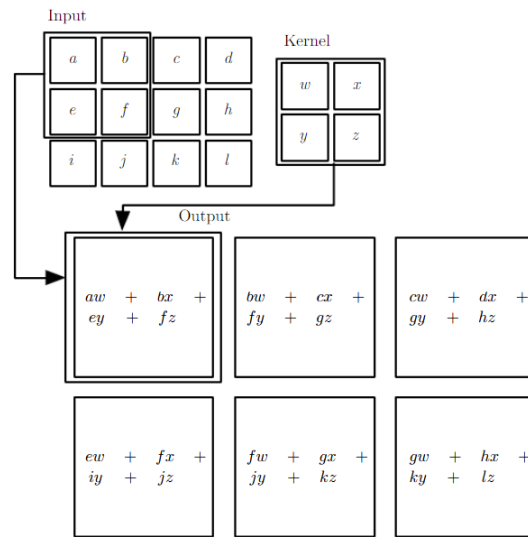 Input
Kernel
a b c d
w x
e f g h
y z
i j k l
Output
aw + bx +
ey + fz
bw + cx +
fy + gz
cw + dx +
gy + hz
ew + fx +
iy + jz
fw + gx +
jy + kz
gw + hx +
ky + lz